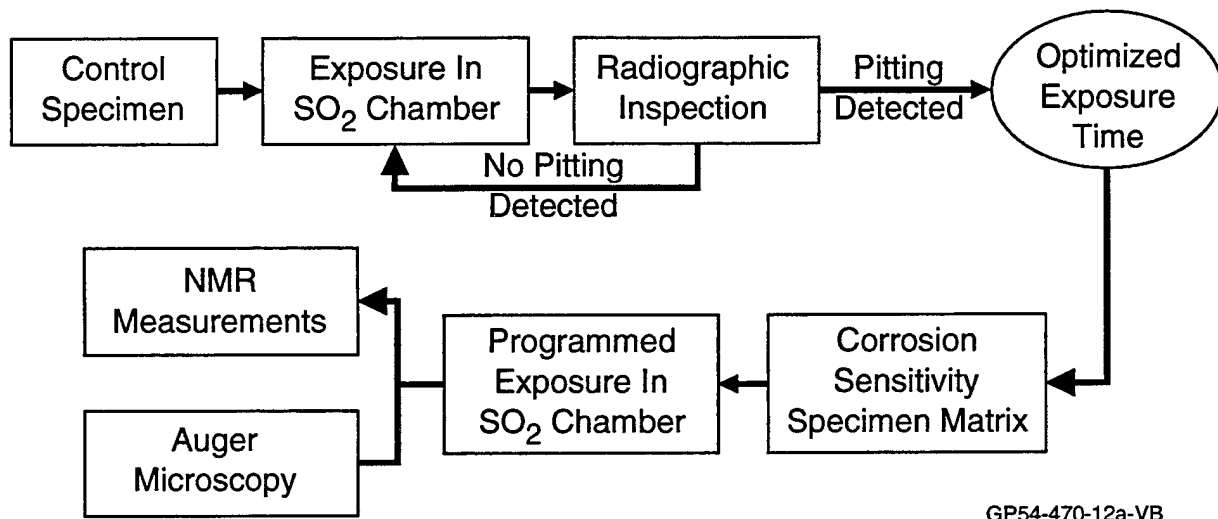 Control
Specimen
Exposure In
SO2 Chamber
Radiographic
Inspection
Pitting
Detected
Optimized
Exposure
Time
No Pitting
Detected
NMR
Measurements
Programmed
Exposure In
SO2 Chamber
Corrosion
Sensitivity
Specimen Matrix
Auger
Microscopy
GP54-470-12a-VB